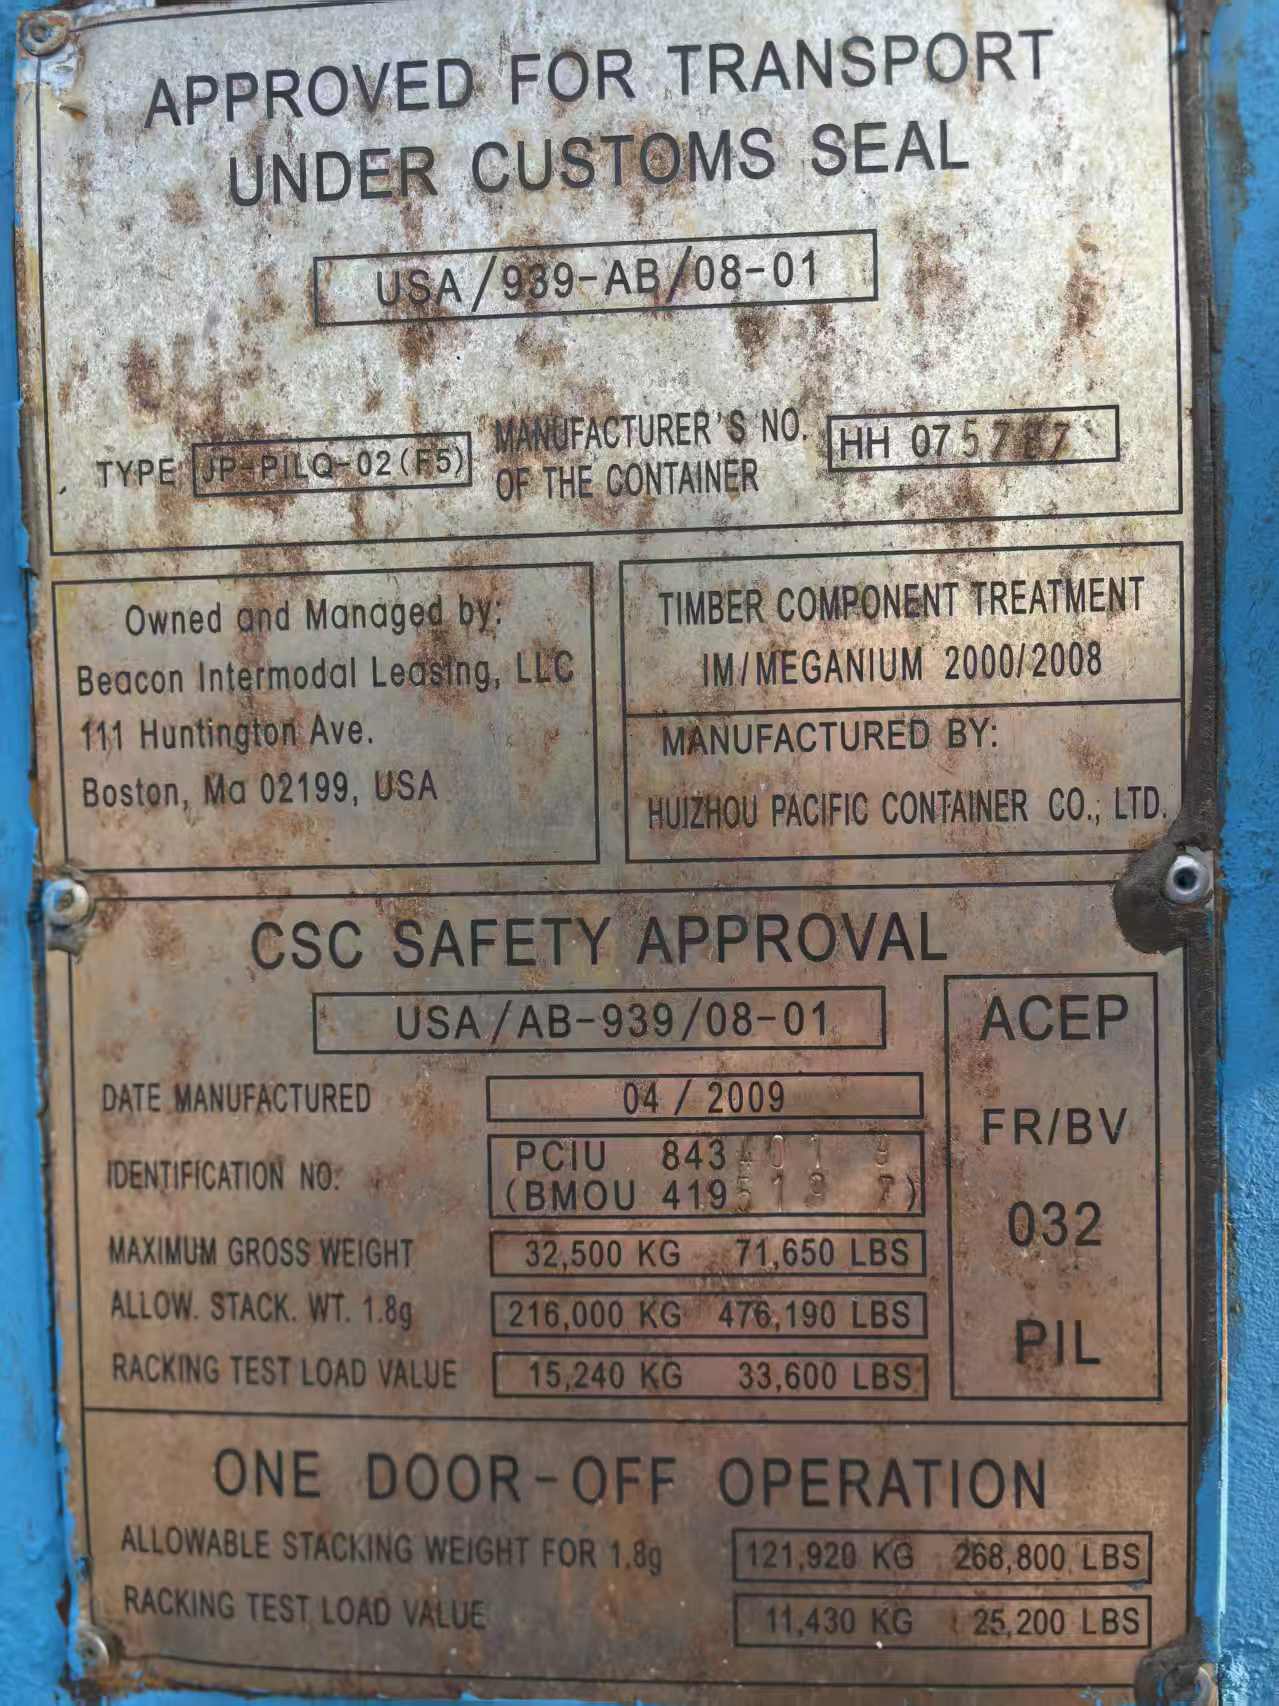 APPROVED FOR TRANSPORT
UNDER CUSTOMS SEAL
USA/939-AB/08-01
TYPE JP-PILQ-02(F5)
MANUFACTURER'S NO.
OF THE CONTAINER
HH 075787
Owned and Managed by:
Beacon Intermodal Leasing, LLC
111 Huntington Ave.
Boston, Ma 02199, USA
TIMBER COMPONENT TREATMENT
IM/MEGANIUM 2000/2008
MANUFACTURED BY:
HUIZHOU PACIFIC CONTAINER CO., LTD.
CSC SAFETY APPROVAL
USA/AB-939/08-01
DATE MANUFACTURED 04 / 2009
IDENTIFICATION NO:
PCIU 843
(BMOU 419 )
MAXIMUM GROSS WEIGHT 32,500 KG 71,650 LBS
ALLOW. STACK. WT. 1.8g 216,000 KG 476,190 LBS
RACKING TEST LOAD VALUE 15,240 KG 33,600 LBS
ACEP
FR/BV
032
PIL
ONE DOOR-OFF OPERATION
ALLOWABLE STACKING WEIGHT FOR 1.8g 121,920 KG 268,800 LBS
RACKING TEST LOAD VALUE 11,430 KG 25,200 LBS